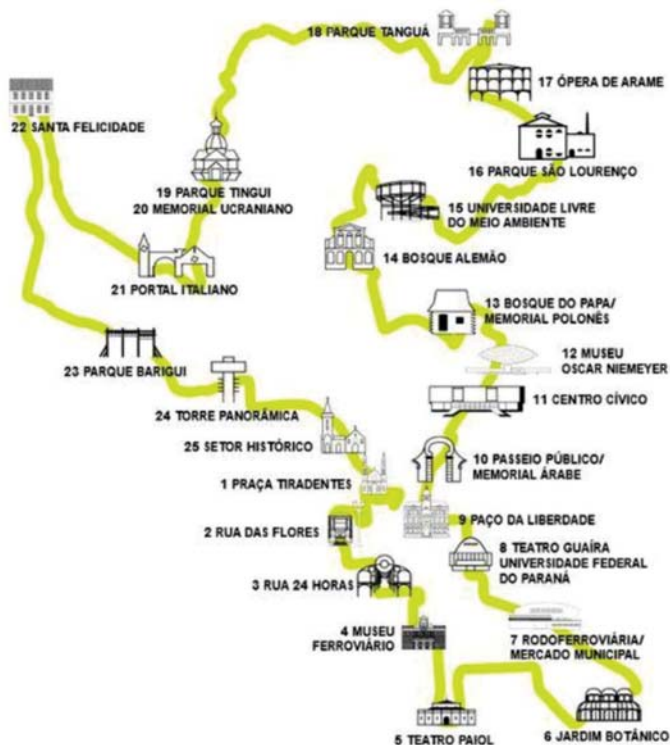 18 PARQUE TANGUÁ
17 ÓPERA DE ARAME
22 SANTA FELICIDADE
16 PARQUE SÃO LOURENÇO
19 PARQUE TINGUI
20 MEMORIAL UCRANIANO
15 UNIVERSIDADE LIVRE
DO MEIO AMBIENTE
14 BOSQUE ALEMÃO
21 PORTAL ITALIANO
13 BOSQUE DO PAPA/
MEMORIAL POLONÊS
12 MUSEU
OSCAR NIEMEYER
23 PARQUE BARIGUI
11 CENTRO CÍVICO
24 TORRE PANORÂMICA
25 SETOR HISTÓRICO
10 PASSEIO PÚBLICO/
MEMORIAL ÁRABE
1 PRAÇA TIRADENTES
9 PAÇO DA LIBERDADE
2 RUA DAS FLORES
8 TEATRO GUAÍRA
UNIVERSIDADE FEDERAL
DO PARANÁ
3 RUA 24 HORAS
4 MUSEU
FERROVIÁRIO
7 RODOFERROVIÁRIA/
MERCADO MUNICIPAL
5 TEATRO PAIOL
6 JARDIM BOTÂNICO